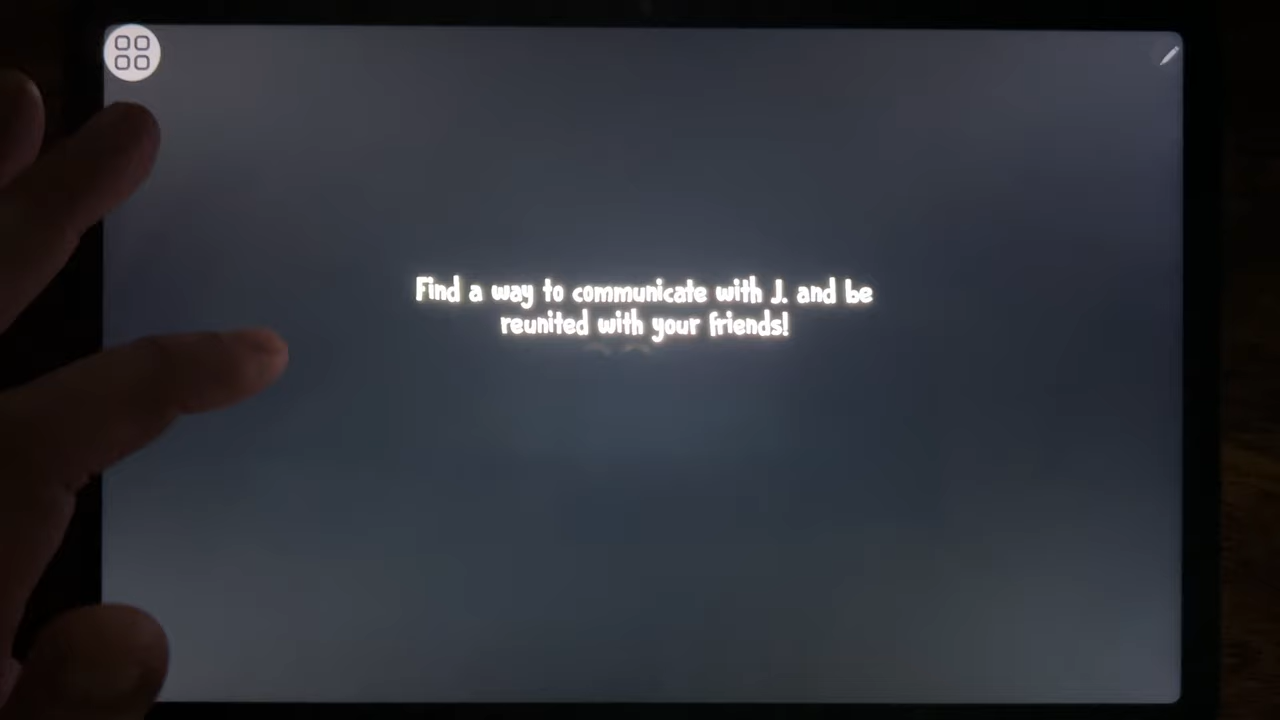 Find a way to communicate with J. and be
reunited with your friends!